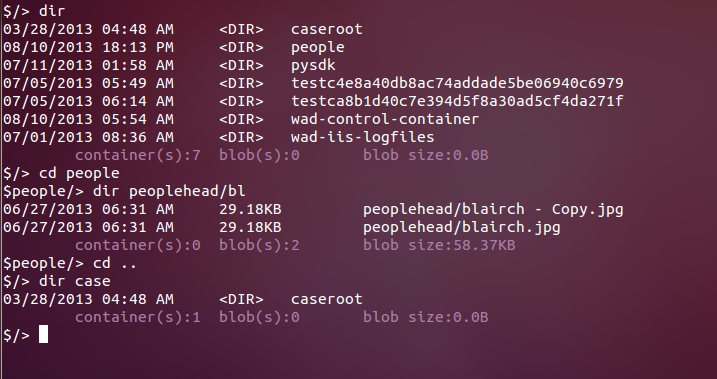 $/> dir
03/28/2013 04:48 AM     <DIR>   caseroot
08/10/2013 18:13 PM     <DIR>   people
07/11/2013 01:58 AM     <DIR>   pysdk
07/05/2013 05:49 AM     <DIR>   testc4e8a40db8ac74addade5be06940c6979
07/05/2013 06:14 AM     <DIR>   testca8b1d40c7e394d5f8a30ad5cf4da271f
08/10/2013 05:54 AM     <DIR>   wad-control-container
07/01/2013 08:36 AM     <DIR>   wad-iis-logfiles
        container(s):7  blob(s):0       blob size:0.0B
$/> cd people
$people/> dir peoplehead/bl
06/27/2013 06:31 AM     29.18KB         peoplehead/blairch - Copy.jpg
06/27/2013 06:31 AM     29.18KB         peoplehead/blairch.jpg
        container(s):0  blob(s):2       blob size:58.37KB
$people/> cd ..
$/> dir case
03/28/2013 04:48 AM     <DIR>   caseroot
        container(s):1  blob(s):0       blob size:0.0B
$/>